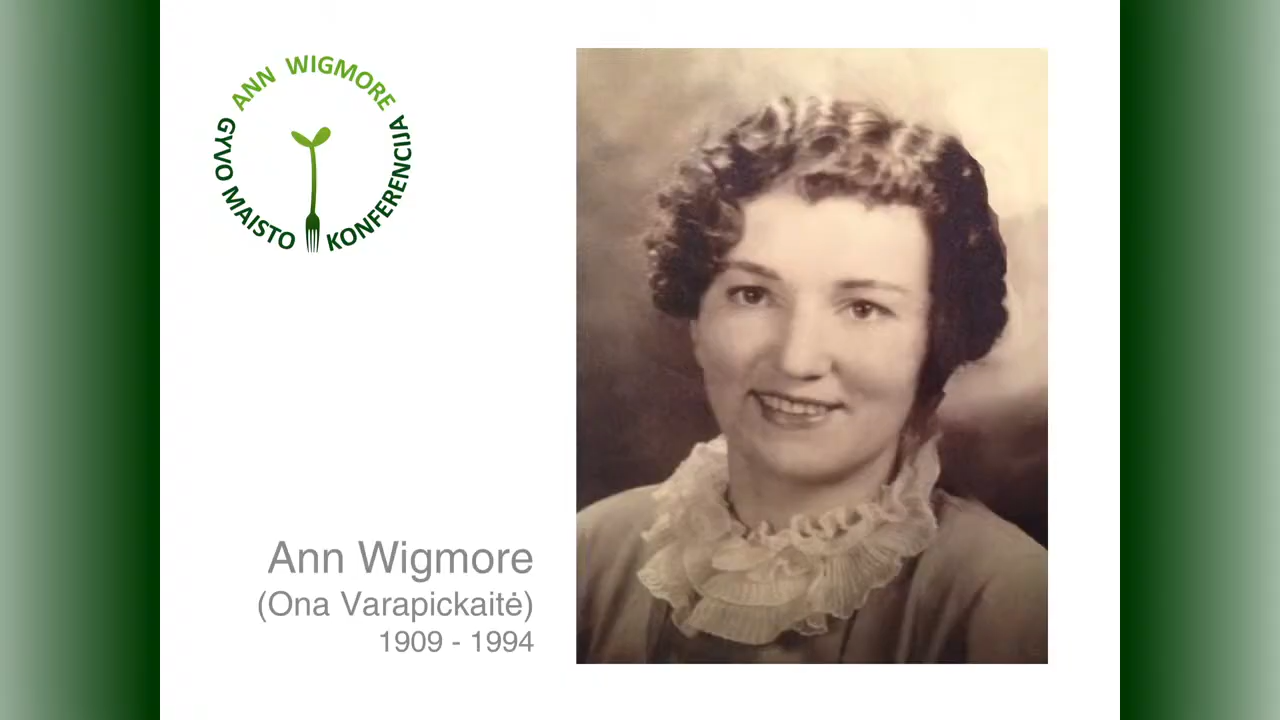 ANN WIGMORE
GYVO MAISTO KONFERENCIJA
Ann Wigmore
(Ona Varapickaitė)
1909 - 1994